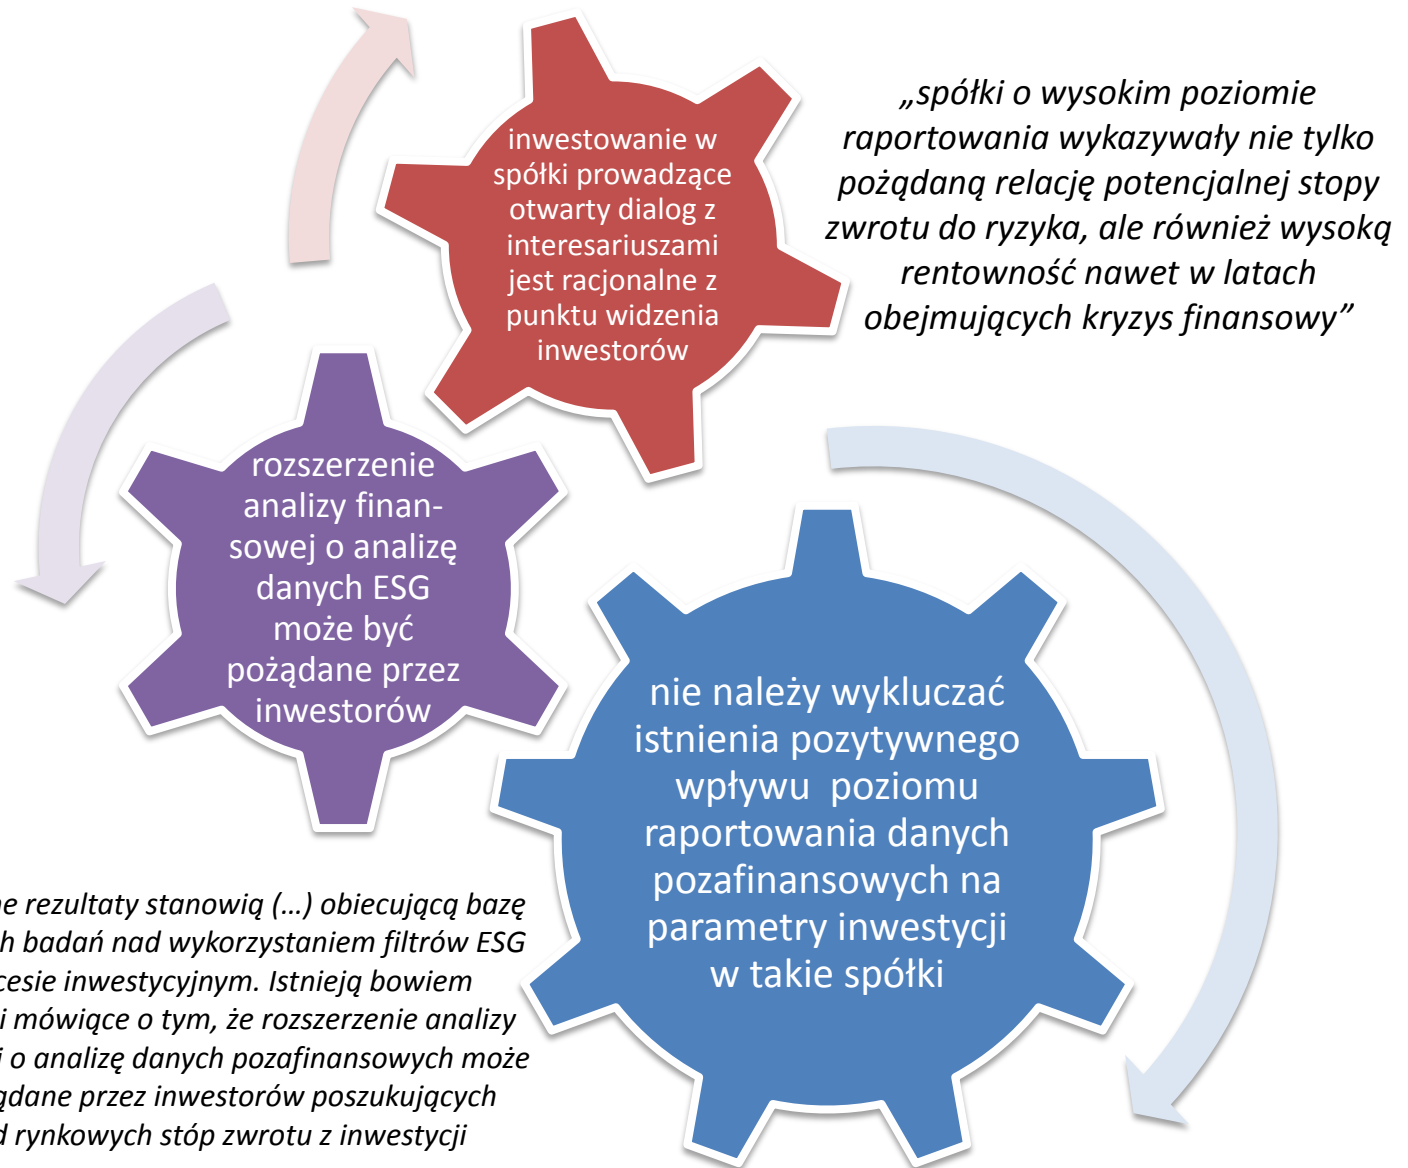 inwestowanie w
spółki prowadzące
otwarty dialog z
interesariuszami
jest racjonalne z
punktu widzenia
inwestorów
„spółki o wysokim poziomie
raportowania wykazywały nie tylko
pożądaną relację potencjalnej stopy
zwrotu do ryzyka, ale również wysoką
rentowność nawet w latach
obejmujących kryzys finansowy”
rozszerzenie
analizy finan-
sowej o analizę
danych ESG
może być
pożądane przez
inwestorów
nie należy wykluczać
istnienia pozytywnego
wpływu poziomu
raportowania danych
pozafinansowych na
parametry inwestycji
w takie spółki
rezultaty stanowią (...) obiecującą bazę
badań nad wykorzystaniem filtrów ESG
inwestycyjnym. Istnieją bowiem
mówiące o tym, że rozszerzenie analizy
o analizę danych pozafinansowych może
przez inwestorów poszukujących
rynkowych stóp zwrotu z inwestycji